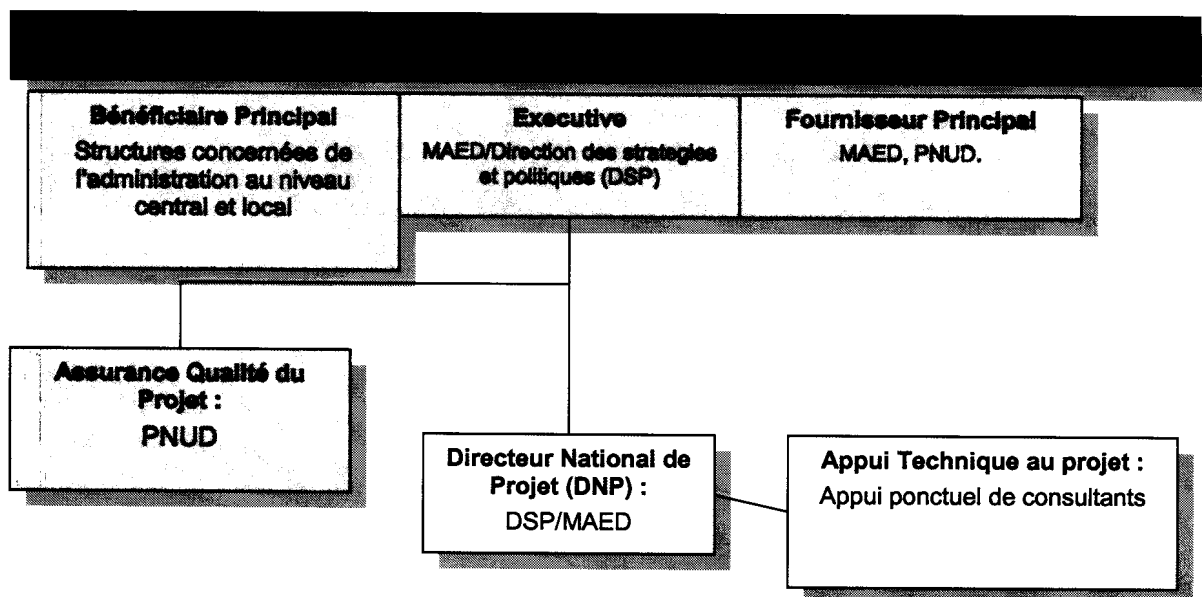 Bénéficiaire Principal
Structures concernées de
l'administration au niveau
central et local
Executive
MAED/Direction des strategies
et politiques (DSP)
Fournisseur Principal
MAED, PNUD.
Assurance Qualité du
Projet :
PNUD
Directeur National de
Projet (DNP) :
DSP/MAED
Appui Technique au projet :
Appui ponctuel de consultants